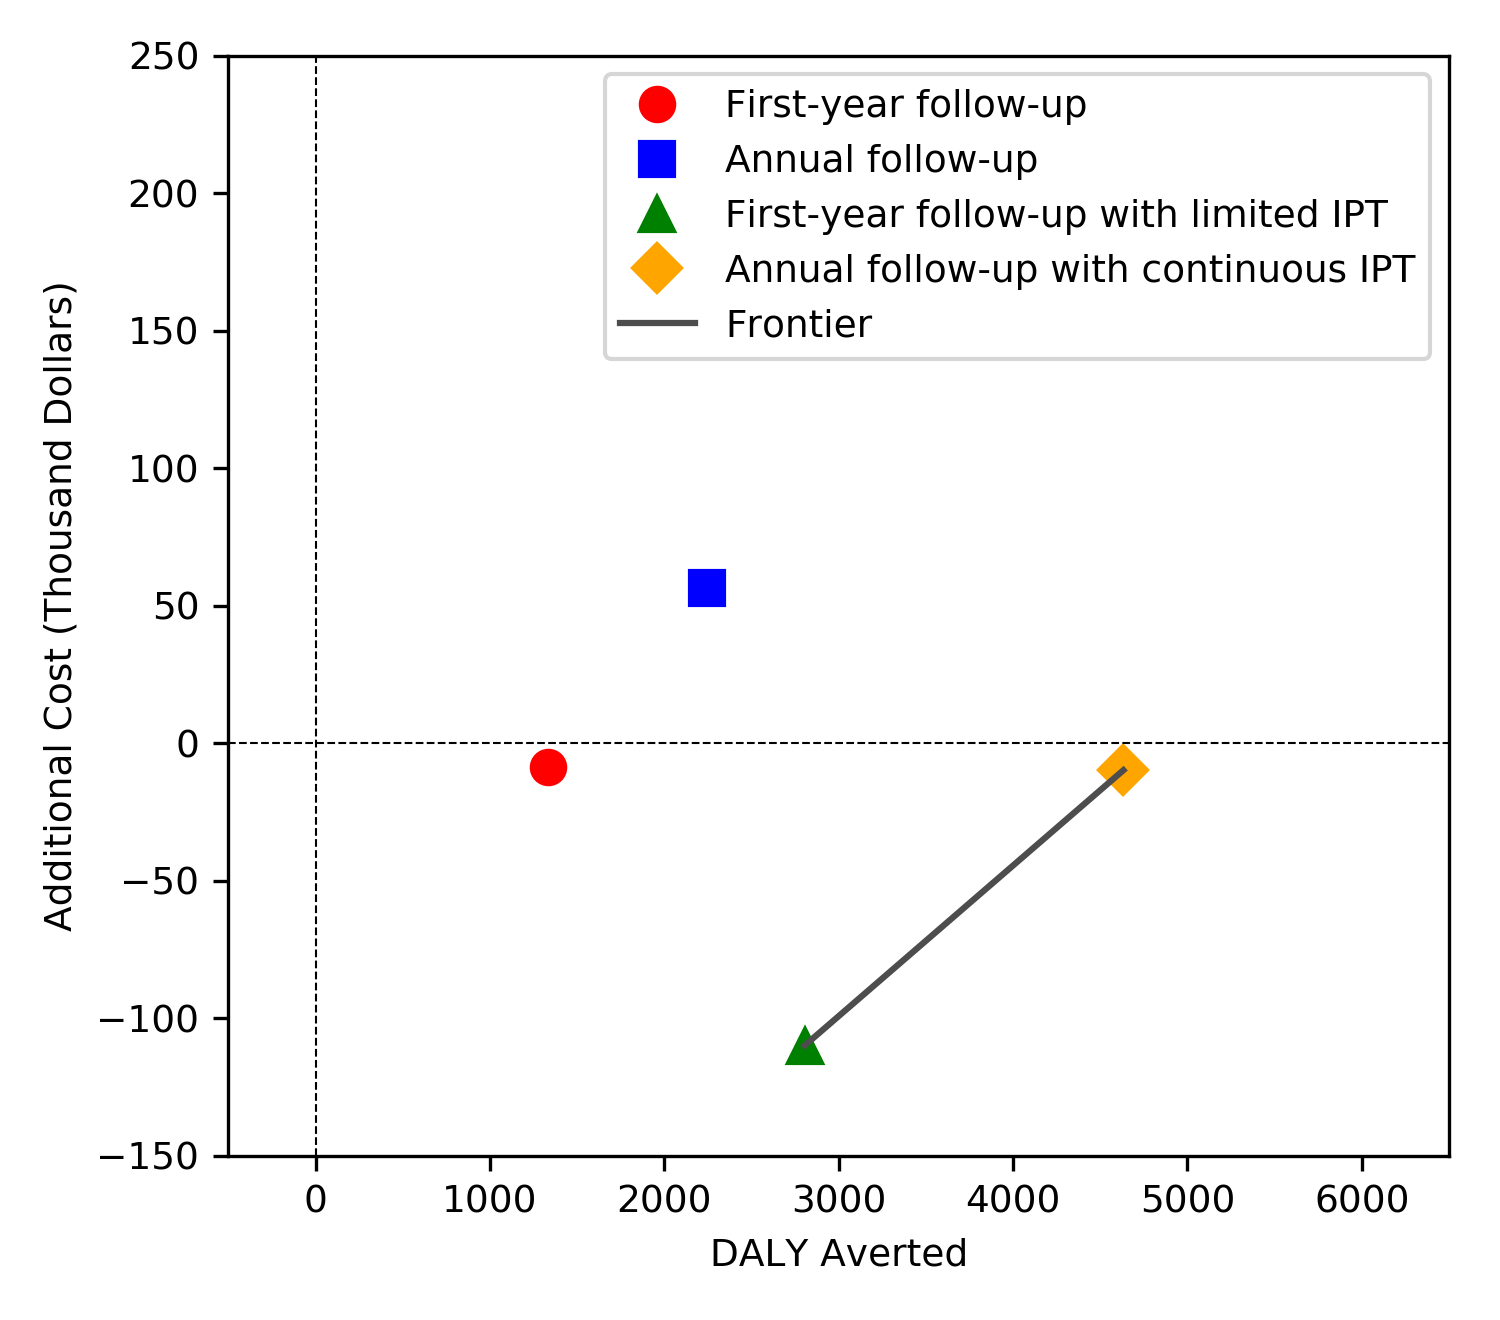 250
200
150
100
50
0
−50
−100
−150
Additional Cost (Thousand Dollars)
First-year follow-up
Annual follow-up
First-year follow-up with limited IPT
Annual follow-up with continuous IPT
Frontier
0 1000 2000 3000 4000 5000 6000
DALY Averted